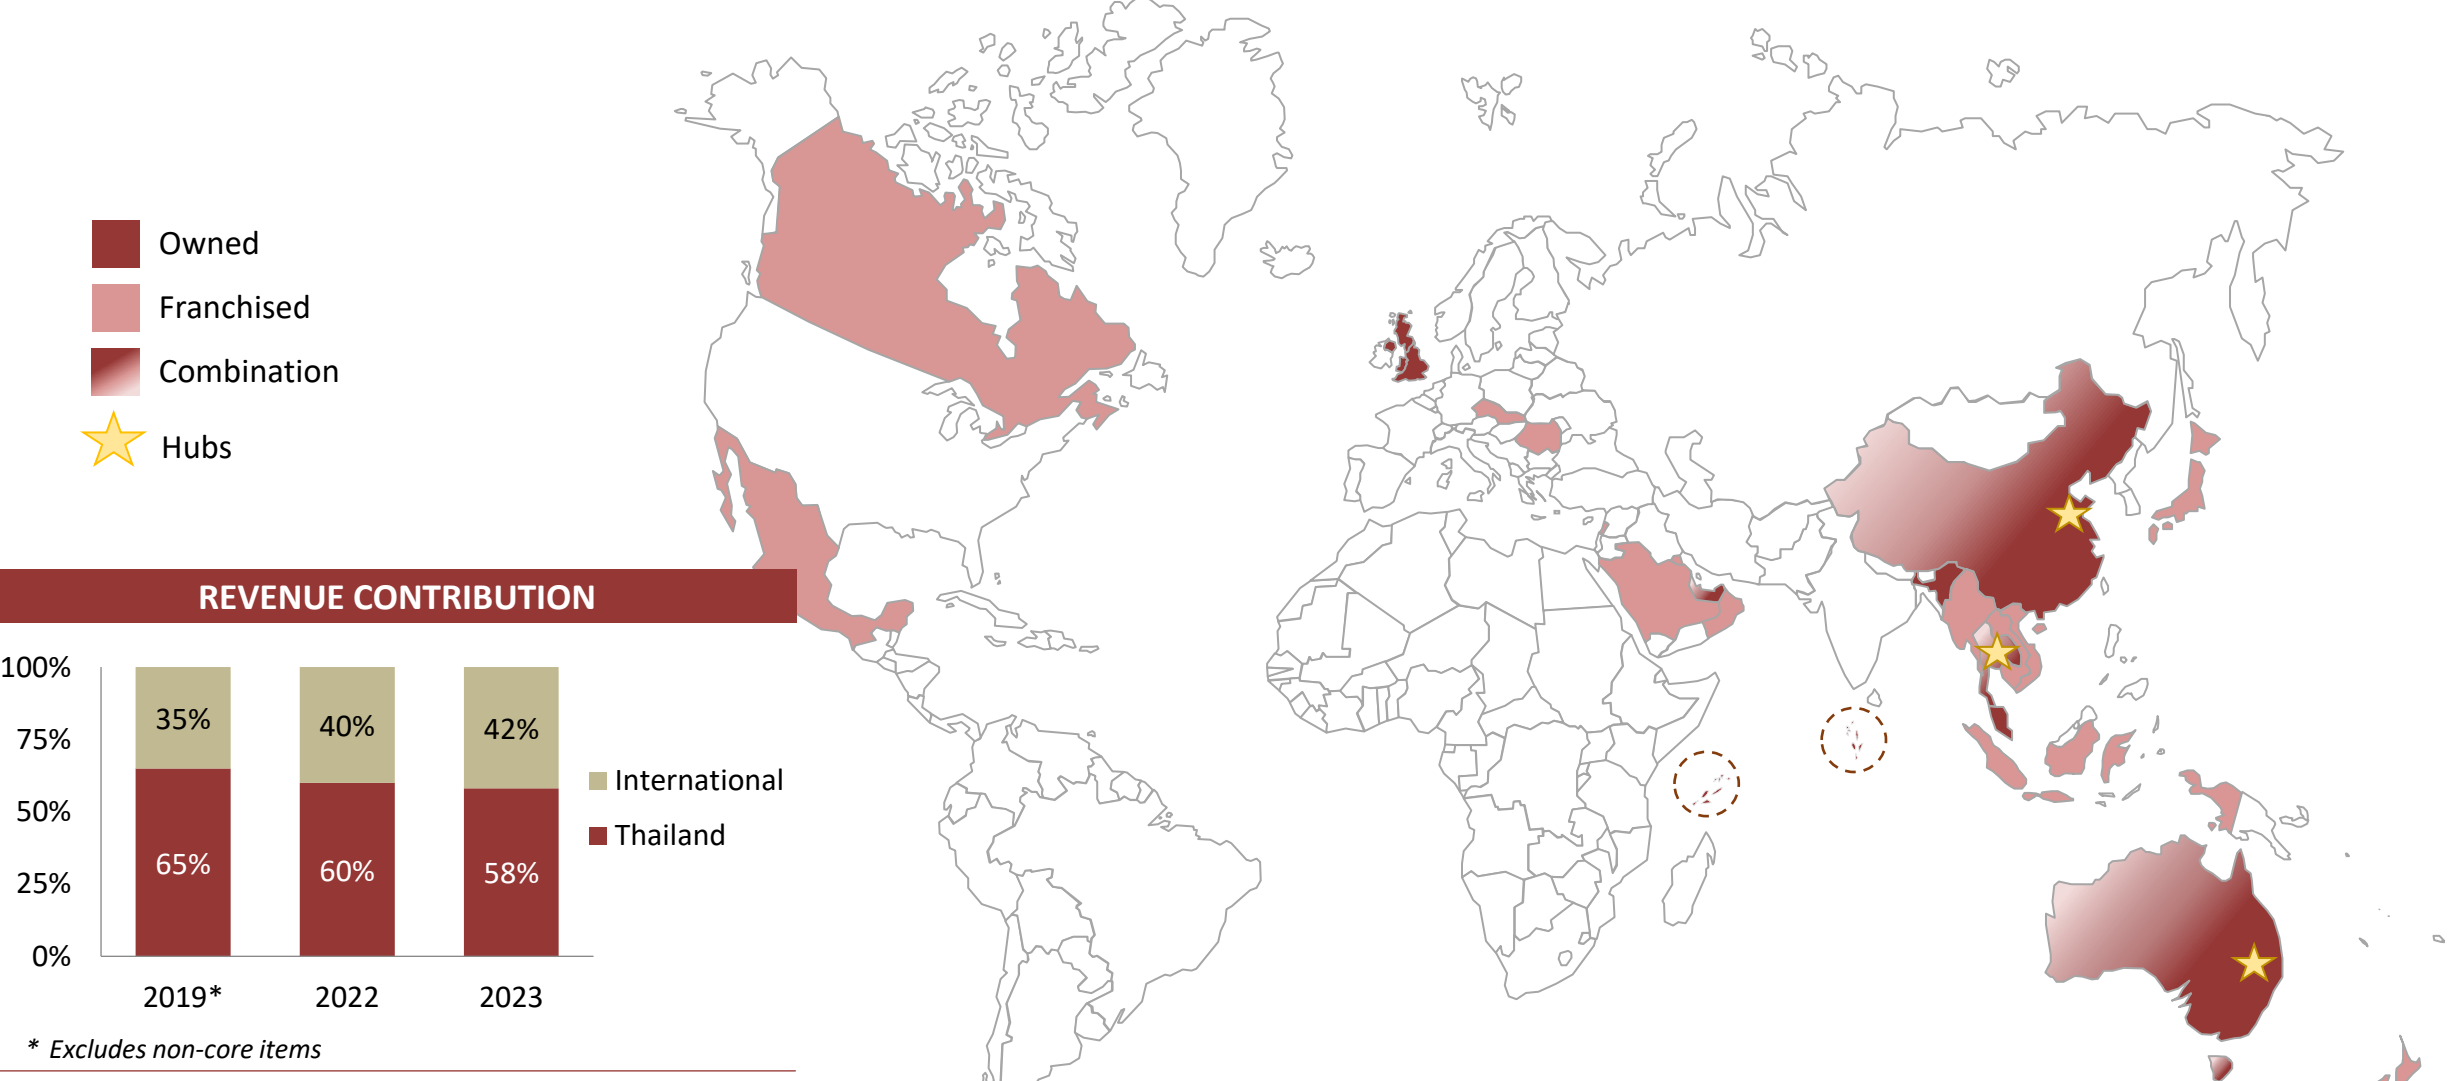 Owned
Franchised
Combination
Hubs
REVENUE CONTRIBUTION
100%
75%
50%
25%
0%
35%
40%
42%
65%
60%
58%
International
Thailand
2019*
2022
2023
* Excludes non-core items